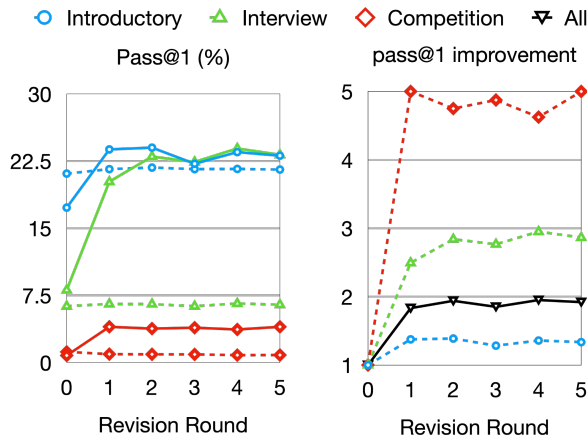 Introductory Interview Competition All
Pass@1 (%)
pass@1 improvement
30
22.5
15
7.5
0
0 1 2 3 4 5
Revision Round
5
4
3
2
1
0 1 2 3 4 5
Revision Round